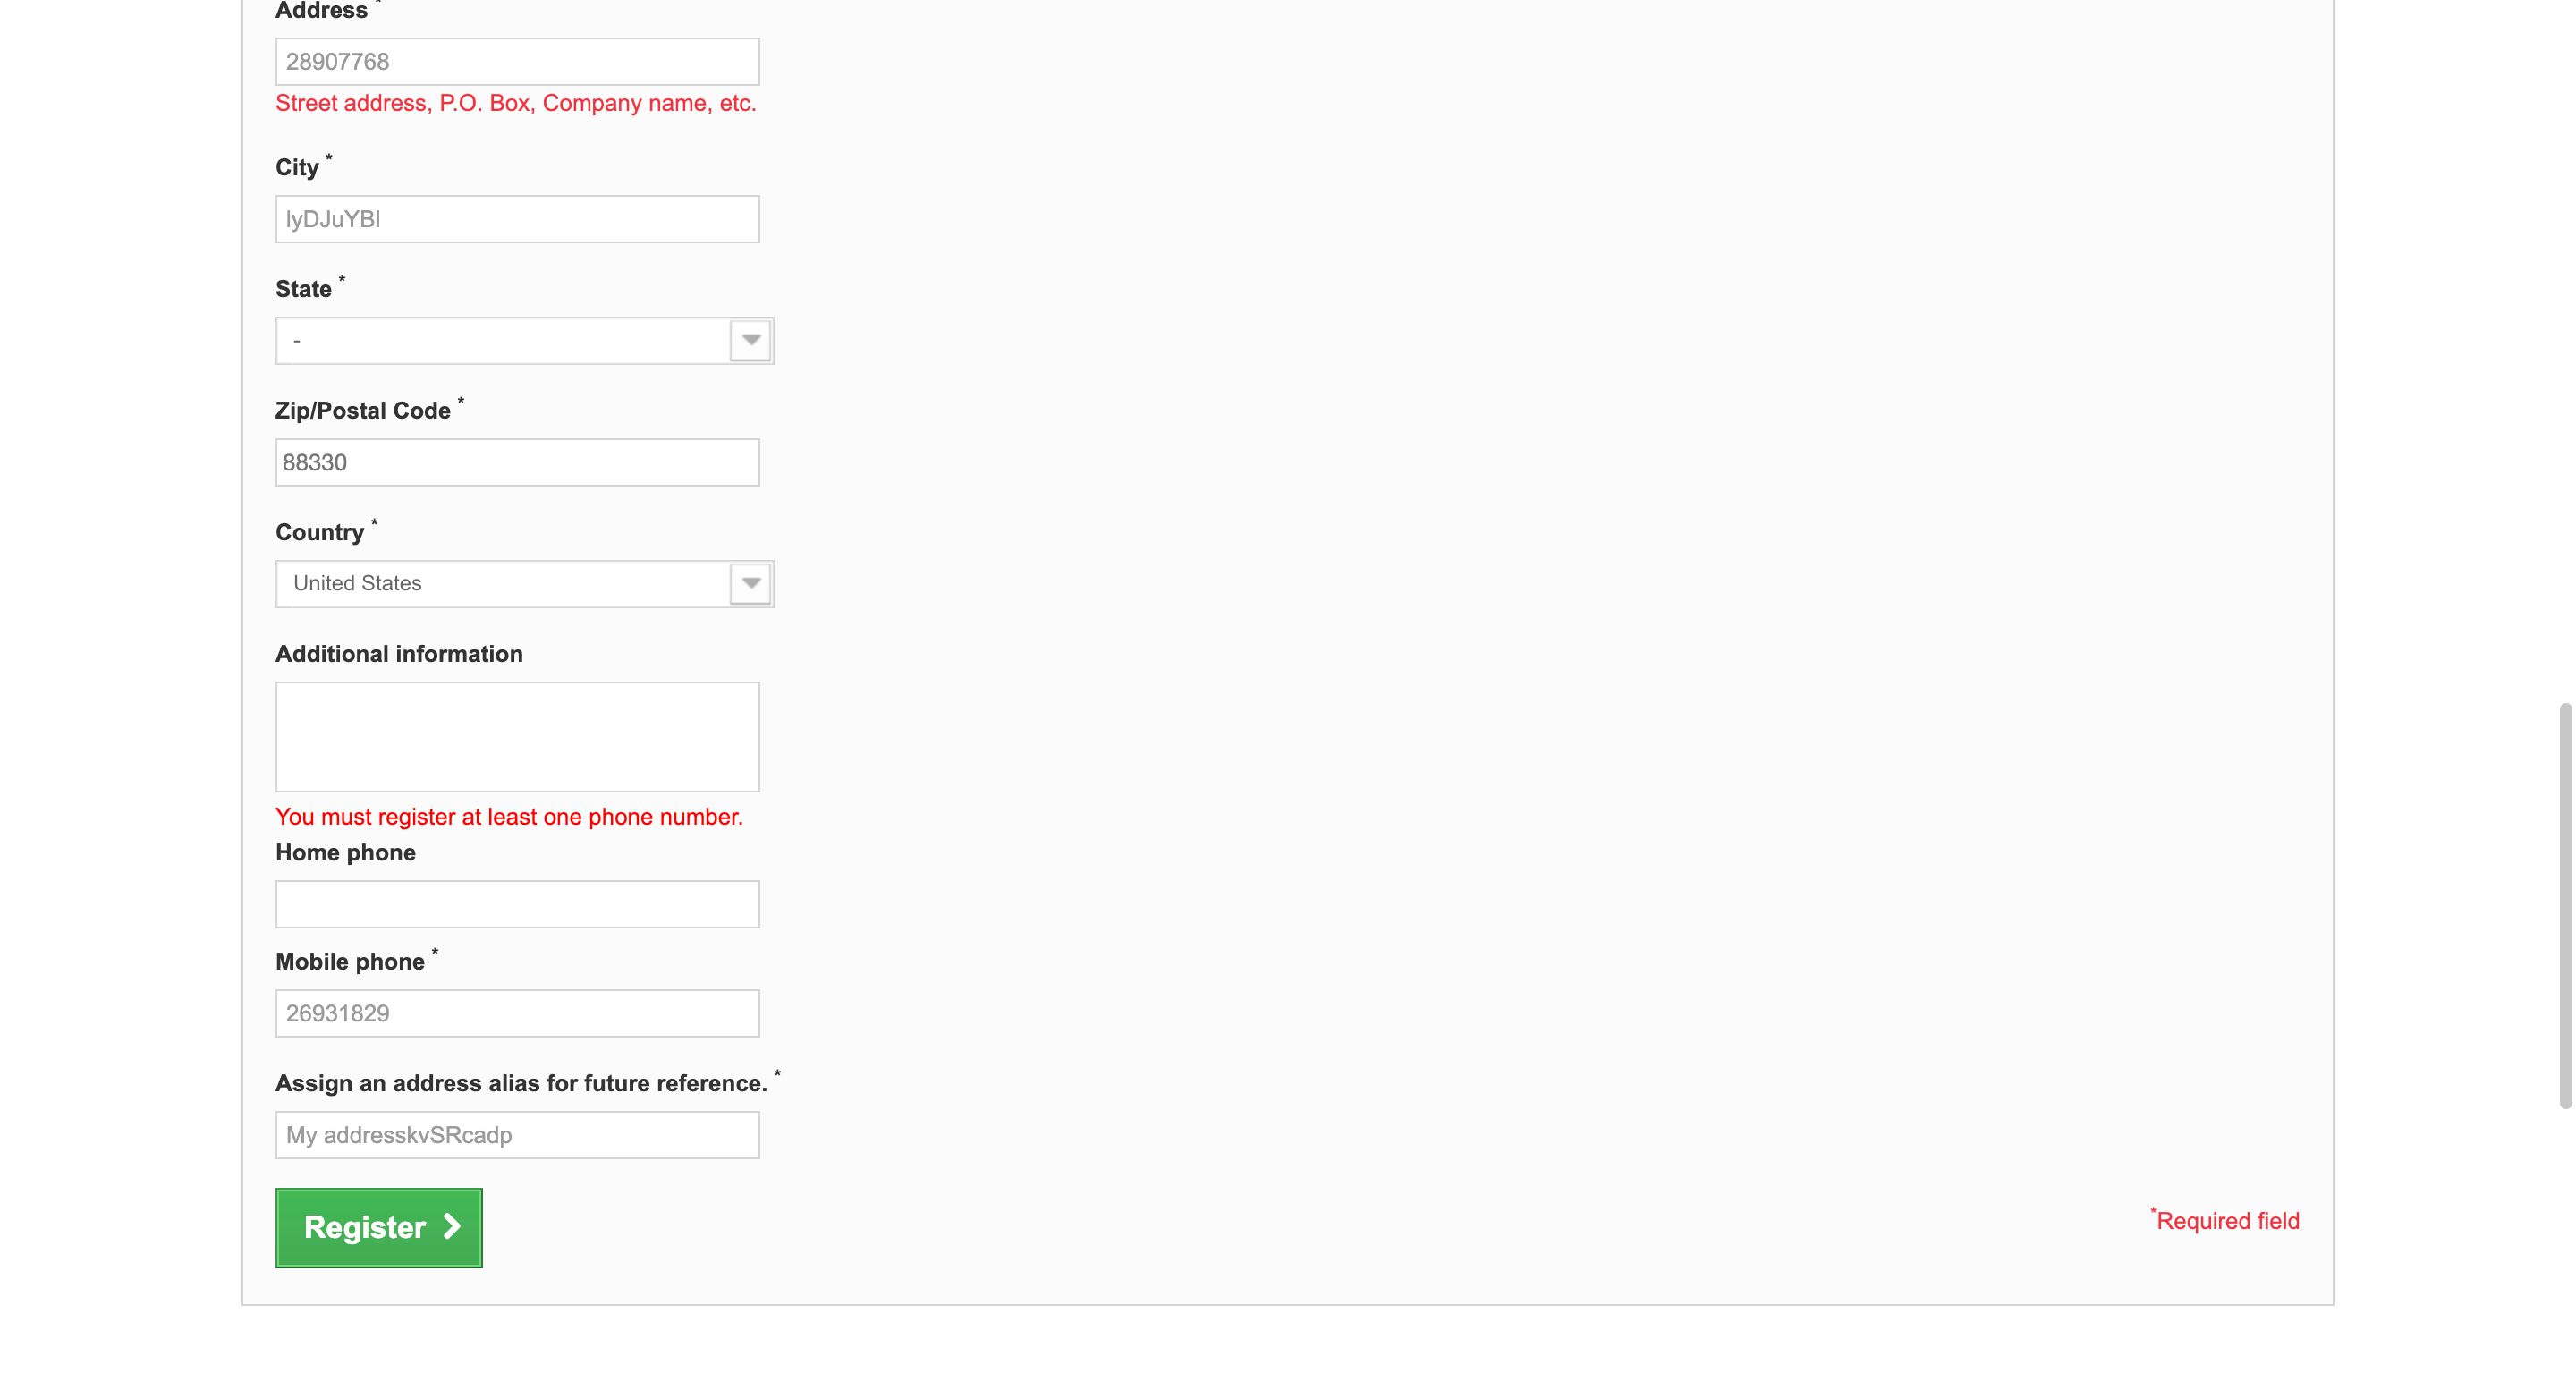 Address *
28907768
Street address, P.O. Box, Company name, etc.
City *
lyDJuYBl
State *
-
Zip/Postal Code *
88330
Country *
United States
Additional information
You must register at least one phone number.
Home phone
Mobile phone *
26931829
Assign an address alias for future reference. *
My addresskvSRcadp
Register
*Required field